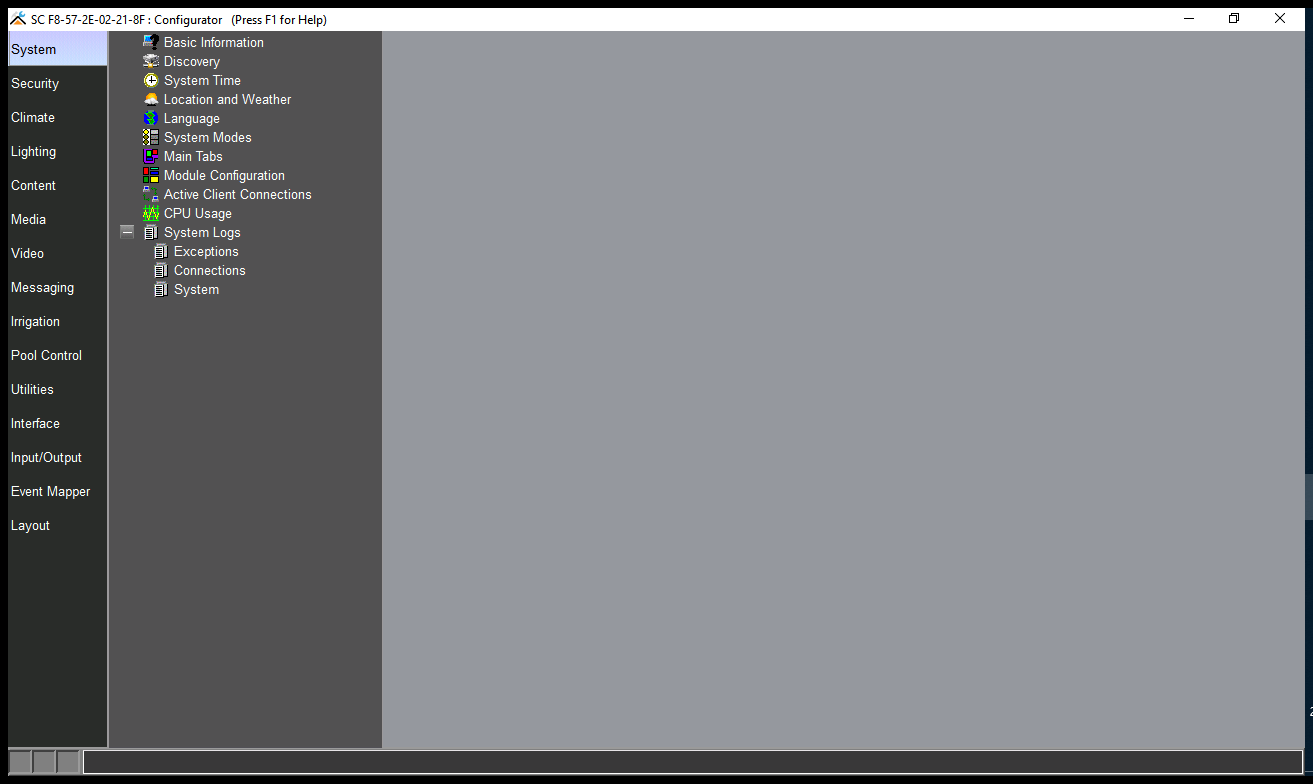 SC F8-57-2E-02-21-8F : Configurator (Press F1 for Help)
System
Security
Climate
Lighting
Content
Media
Video
Messaging
Irrigation
Pool Control
Utilities
Interface
Input/Output
Event Mapper
Layout
Basic Information
Discovery
System Time
Location and Weather
Language
System Modes
Main Tabs
Module Configuration
Active Client Connections
CPU Usage
System Logs
Exceptions
Connections
System